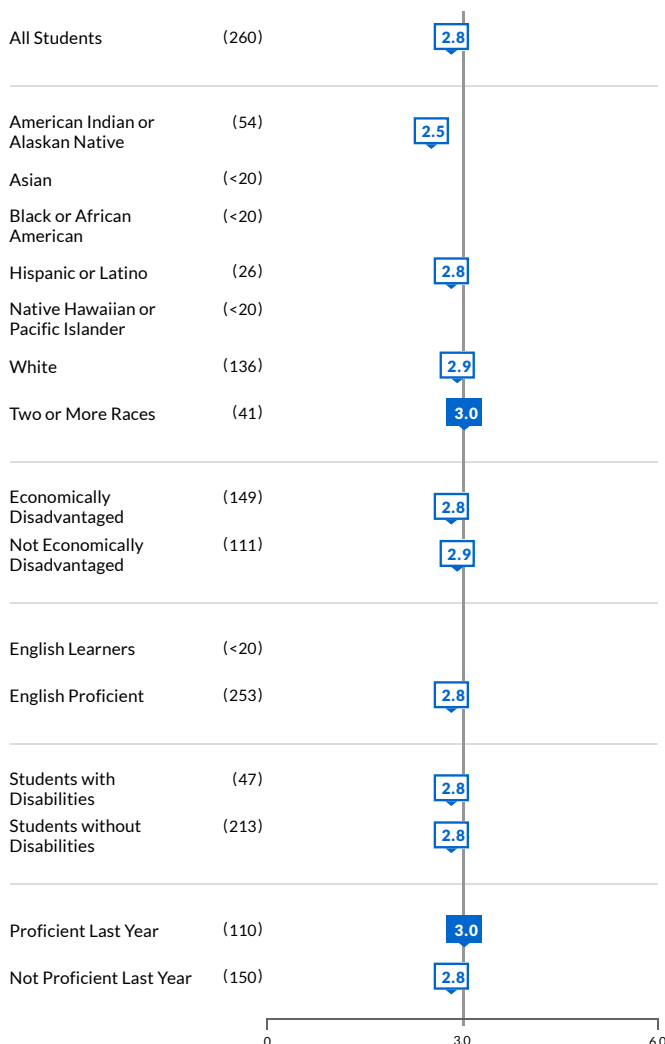 All Students (260) 2.8
American Indian or (54) 2.5
Alaskan Native
Asian (<20)
Black or African (<20)
American
Hispanic or Latino (26) 2.8
Native Hawaiian or (<20)
Pacific Islander
White (136) 2.9
Two or More Races (41) 3.0
Economically (149) 2.8
Disadvantaged
Not Economically (111) 2.9
Disadvantaged
English Learners (<20)
English Proficient (253) 2.8
Students with (47) 2.8
Disabilities
Students without (213) 2.8
Disabilities
Proficient Last Year (110) 3.0
Not Proficient Last Year (150) 2.8
0 3.0 6.0